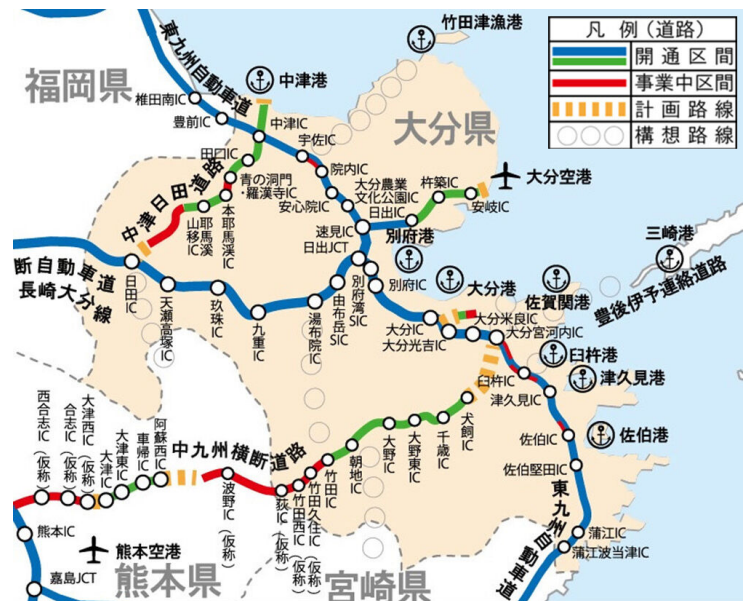 竹田津漁港
凡 例（道路）
開通区間
事業中区間
計画路線
構想路線
東九州自動車道
福岡県
中津港
大分県
椎田南IC
豊前IC
中津IC
宇佐IC
田口IC
院内IC
青の洞門
・羅漢寺IC
安心院IC
大分農業
文化公園IC
日出IC
杵築IC
大分空港
安岐IC
中津日田道路
本耶馬渓IC
耶馬溪
山移IC
速見IC
日出JCT
別府港
三崎港
断自動車道
長崎大分線
日田IC
天瀬高塚IC
玖珠IC
九重IC
湯布院IC
由布岳SIC
別府湾SIC
別府IC
大分港
佐賀関港
豊後伊予連絡道路
大分IC
大分米良IC
大分光吉IC
大分宮河内IC
臼杵港
臼杵IC
津久見港
津久見IC
佐伯港
佐伯IC
佐伯堅田IC
東九州自動車道
蒲江IC
蒲江波当津IC
西合志IC（仮称）
合志IC（仮称）
大津西IC（仮称）
大津IC
大津東IC
車帰IC
阿蘇西IC
中九州横断道路
波野IC（仮称）
荻IC（仮称）
竹田西IC（仮称）
竹田久住IC（仮称）
竹田IC
朝地IC
大野IC
大野東IC
千歳IC
犬飼IC
熊本IC
熊本空港
嘉島JCT
熊本県
宮崎県